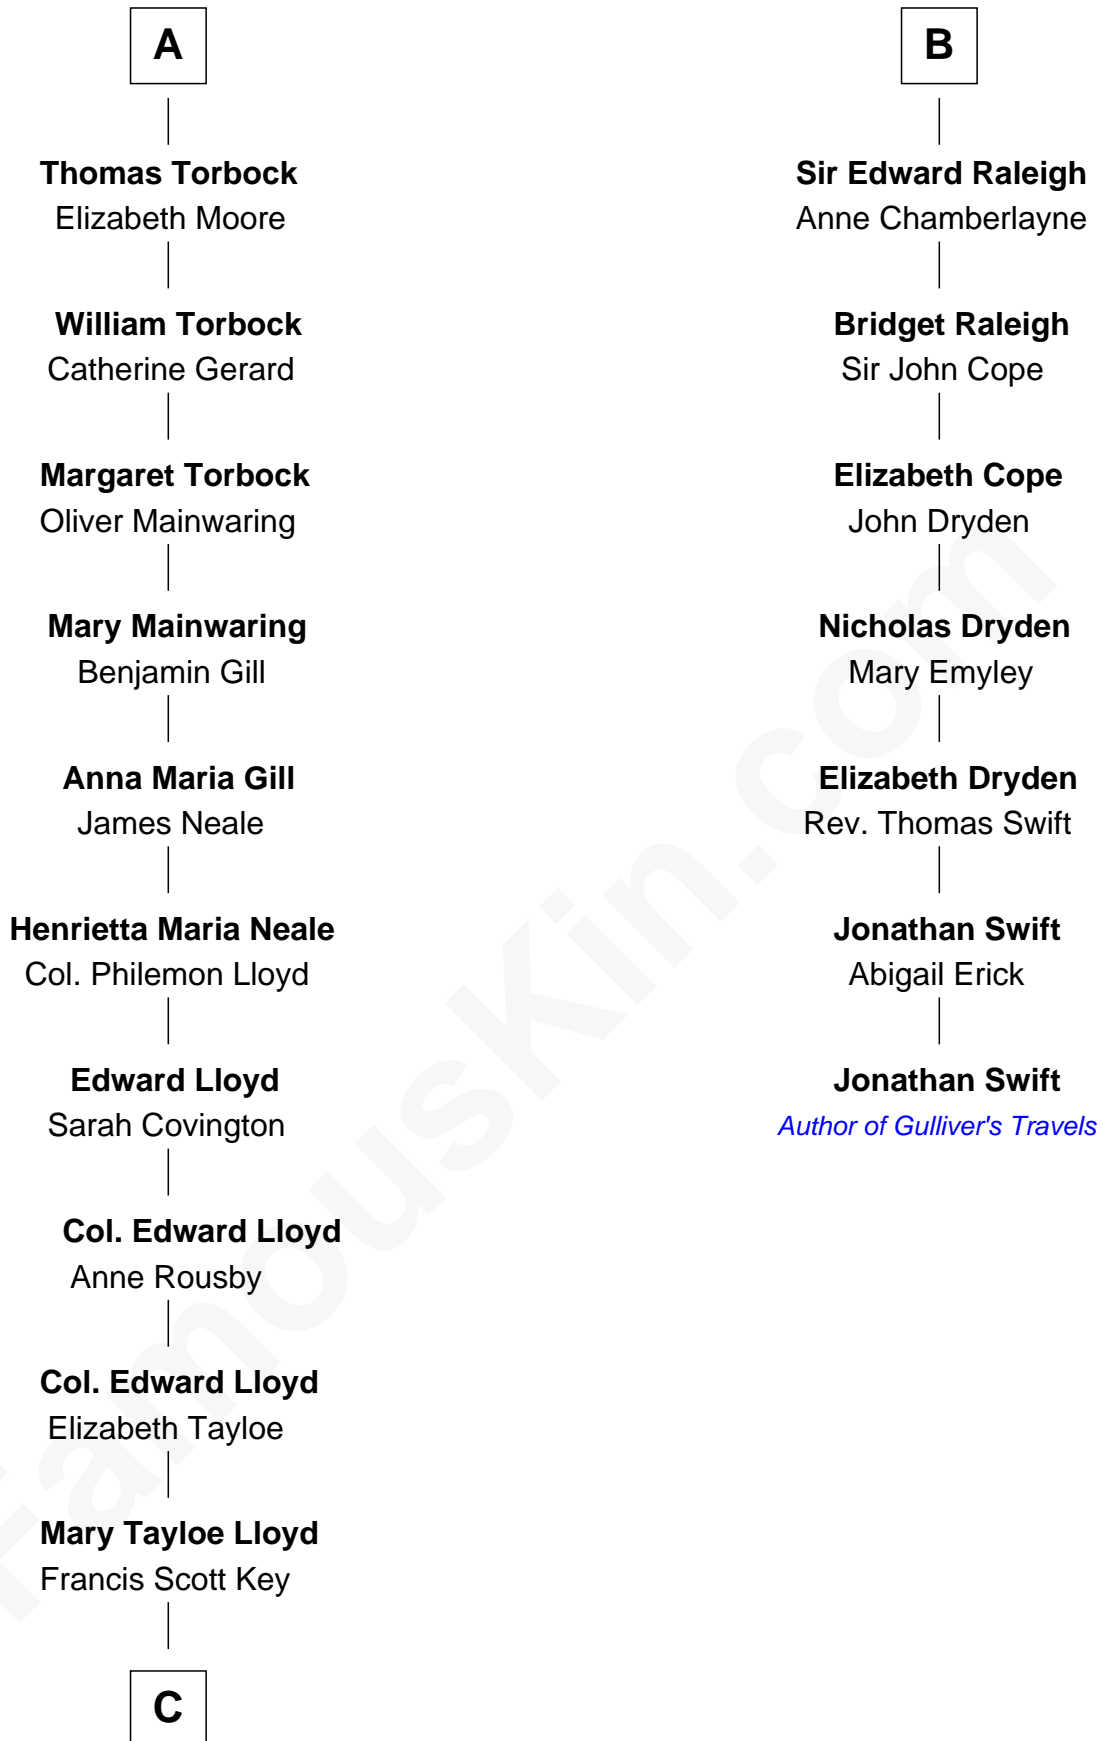 A
Thomas Torbock
Elizabeth Moore
William Torbock
Catherine Gerard
Margaret Torbock
Oliver Mainwaring
Mary Mainwaring
Benjamin Gill
Anna Maria Gill
James Neale
Henrietta Maria Neale
Col. Philemon Lloyd
Edward Lloyd
Sarah Covington
Col. Edward Lloyd
Anne Rousby
Col. Edward Lloyd
Elizabeth Tayloe
Mary Tayloe Lloyd
Francis Scott Key
C
B
Sir Edward Raleigh
Anne Chamberlayne
Bridget Raleigh
Sir John Cope
Elizabeth Cope
John Dryden
Nicholas Dryden
Mary Emyley
Elizabeth Dryden
Rev. Thomas Swift
Jonathan Swift
Abigail Erick
Jonathan Swift
Author of Gulliver's Travels
FamousKin.com